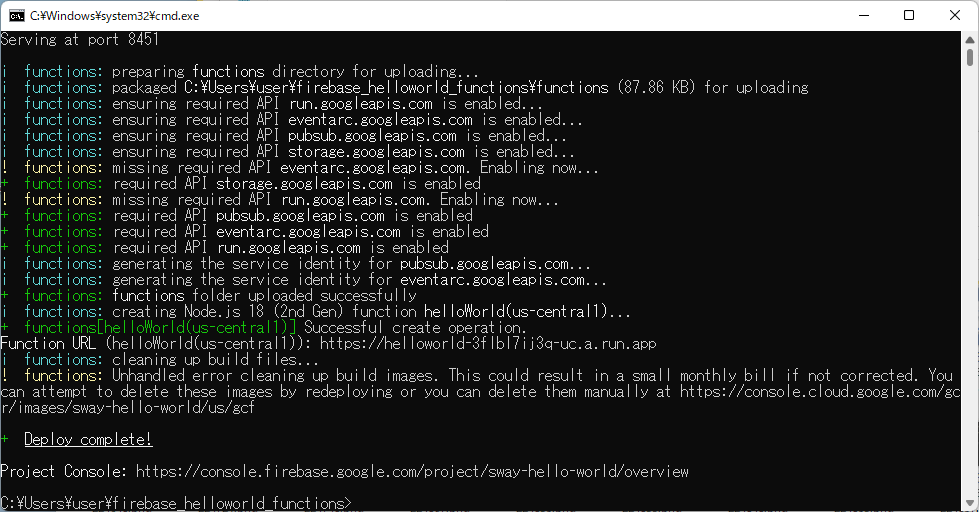 C:¥Windows¥system32¥cmd.exe
Serving at port 8451
i functions: preparing functions directory for uploading...
i functions: packaged C:¥Users¥user¥firebase_helloworld_functions¥functions (87.86 KB) for uploading
i functions: ensuring required API run.googleapis.com is enabled...
i functions: ensuring required API eventarc.googleapis.com is enabled...
i functions: ensuring required API pubsub.googleapis.com is enabled...
i functions: ensuring required API storage.googleapis.com is enabled...
! functions: missing required API eventarc.googleapis.com. Enabling now...
+ functions: required API storage.googleapis.com is enabled
! functions: missing required API run.googleapis.com. Enabling now...
+ functions: required API pubsub.googleapis.com is enabled
+ functions: required API eventarc.googleapis.com is enabled
+ functions: required API run.googleapis.com is enabled
i functions: generating the service identity for pubsub.googleapis.com...
i functions: generating the service identity for eventarc.googleapis.com...
+ functions: functions folder uploaded successfully
i functions: creating Node.js 18 (2nd Gen) function helloWorld(us-central1)...
+ functions[helloWorld(us-central1)] Successful create operation.
Function URL (helloWorld(us-central1)): https://helloworld-3flbl7ij3q-uc.a.run.app
i functions: cleaning up build files...
! functions: Unhandled error cleaning up build images. This could result in a small monthly bill if not corrected. You
can attempt to delete these images by redeploying or you can delete them manually at https://console.cloud.google.com/gc
r/images/sway-hello-world/us/gcf
+ Deploy complete!
Project Console: https://console.firebase.google.com/project/sway-hello-world/overview
C:¥Users¥user¥firebase_helloworld_functions>